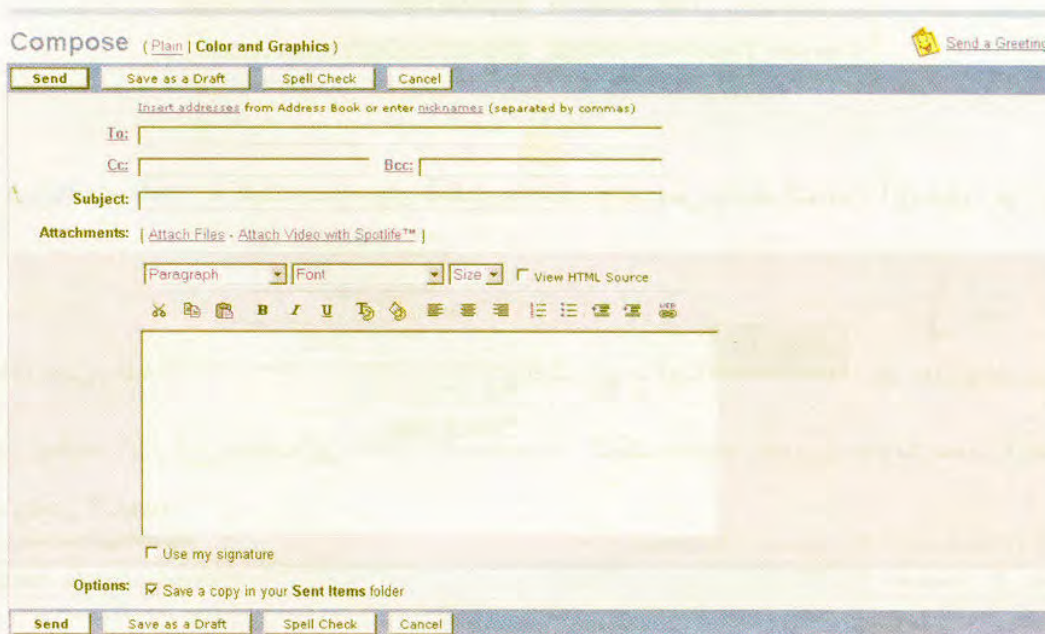 Compose ( Plain | Color and Graphics ) Send a Greeting
Send Save as a Draft Spell Check Cancel
Insert addresses from Address Book or enter nicknames (separated by commas)
To:
Cc: Bcc:
Subject:
Attachments: [ Attach Files - Attach Video with Spotlife™ ]
Paragraph Font Size View HTML Source
B I U T WEB
Use my signature
Options: Save a copy in your Sent Items folder
Send Save as a Draft Spell Check Cancel